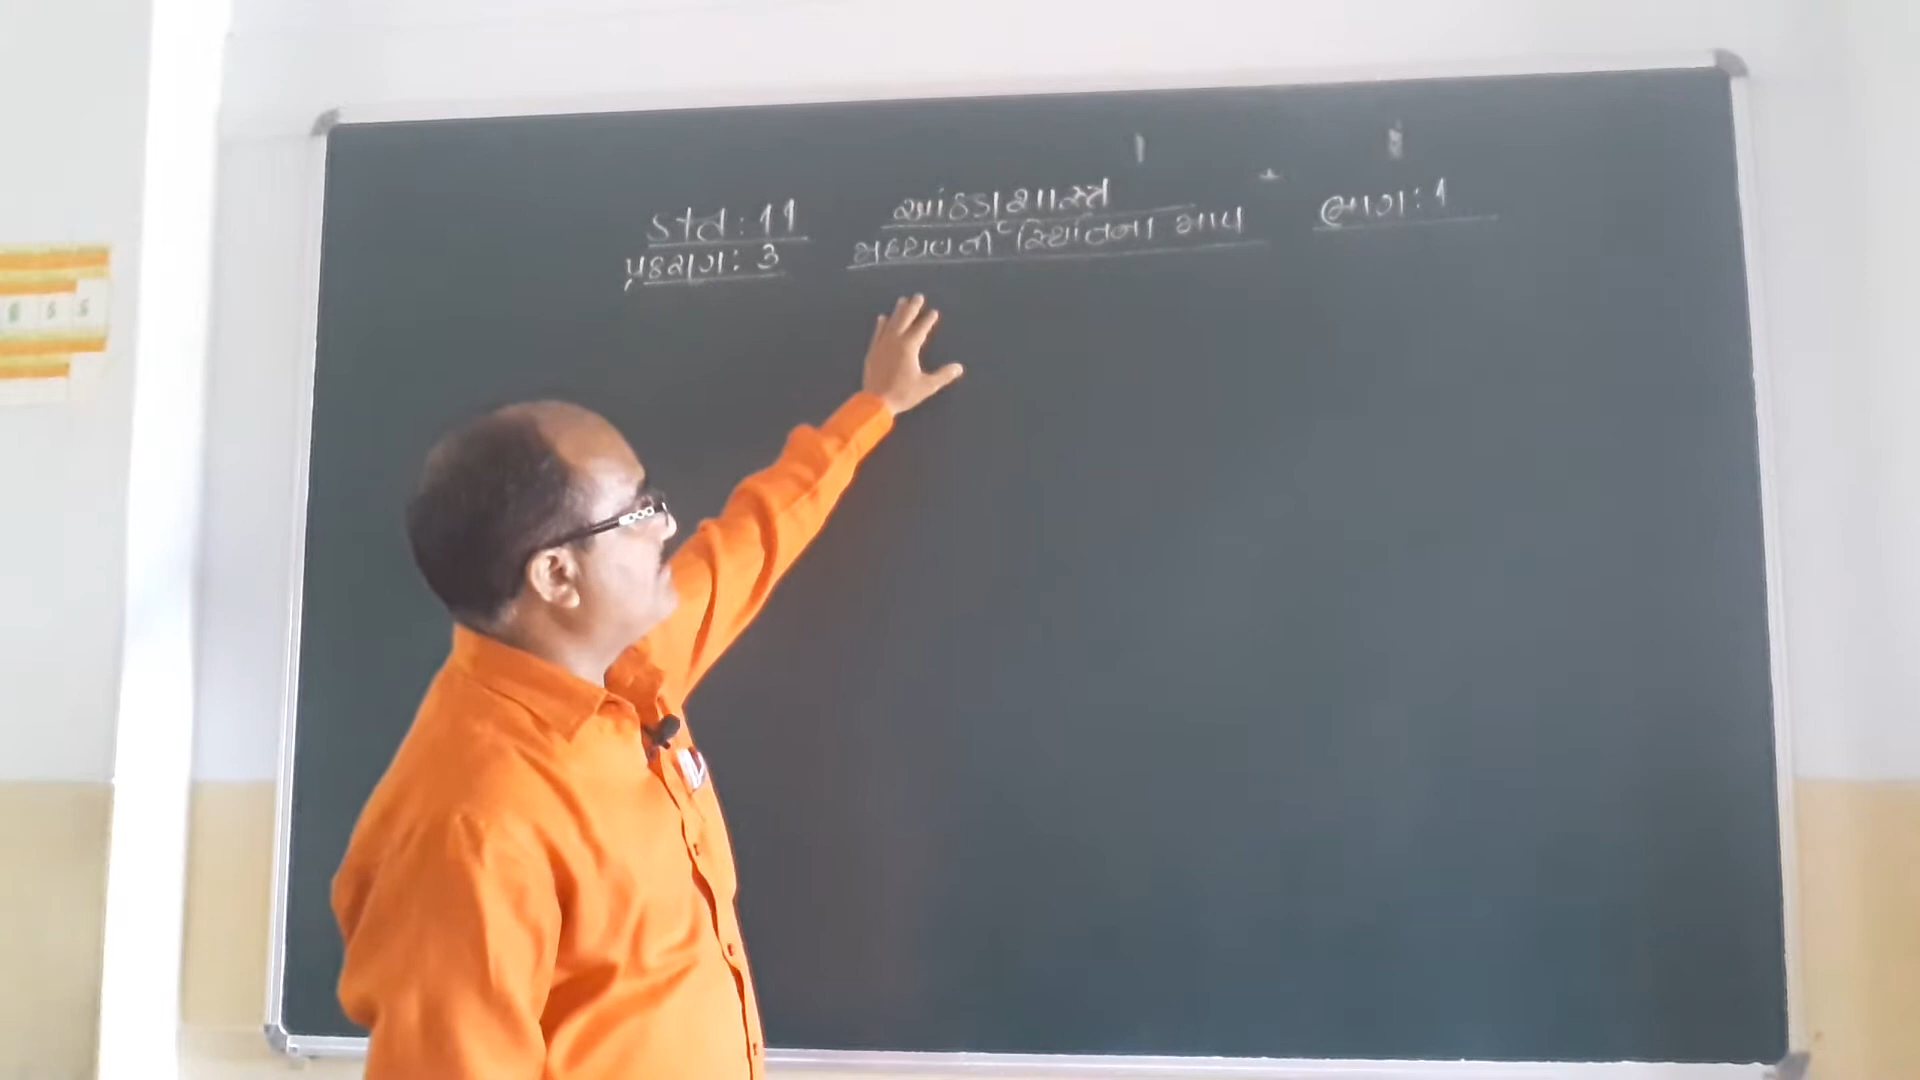 ધોરણ : 11 આંકડાશાસ્ત્ર ભાગ : 1
પ્રકરણ : 3 મધ્યવર્તી સ્થિતિના માપ